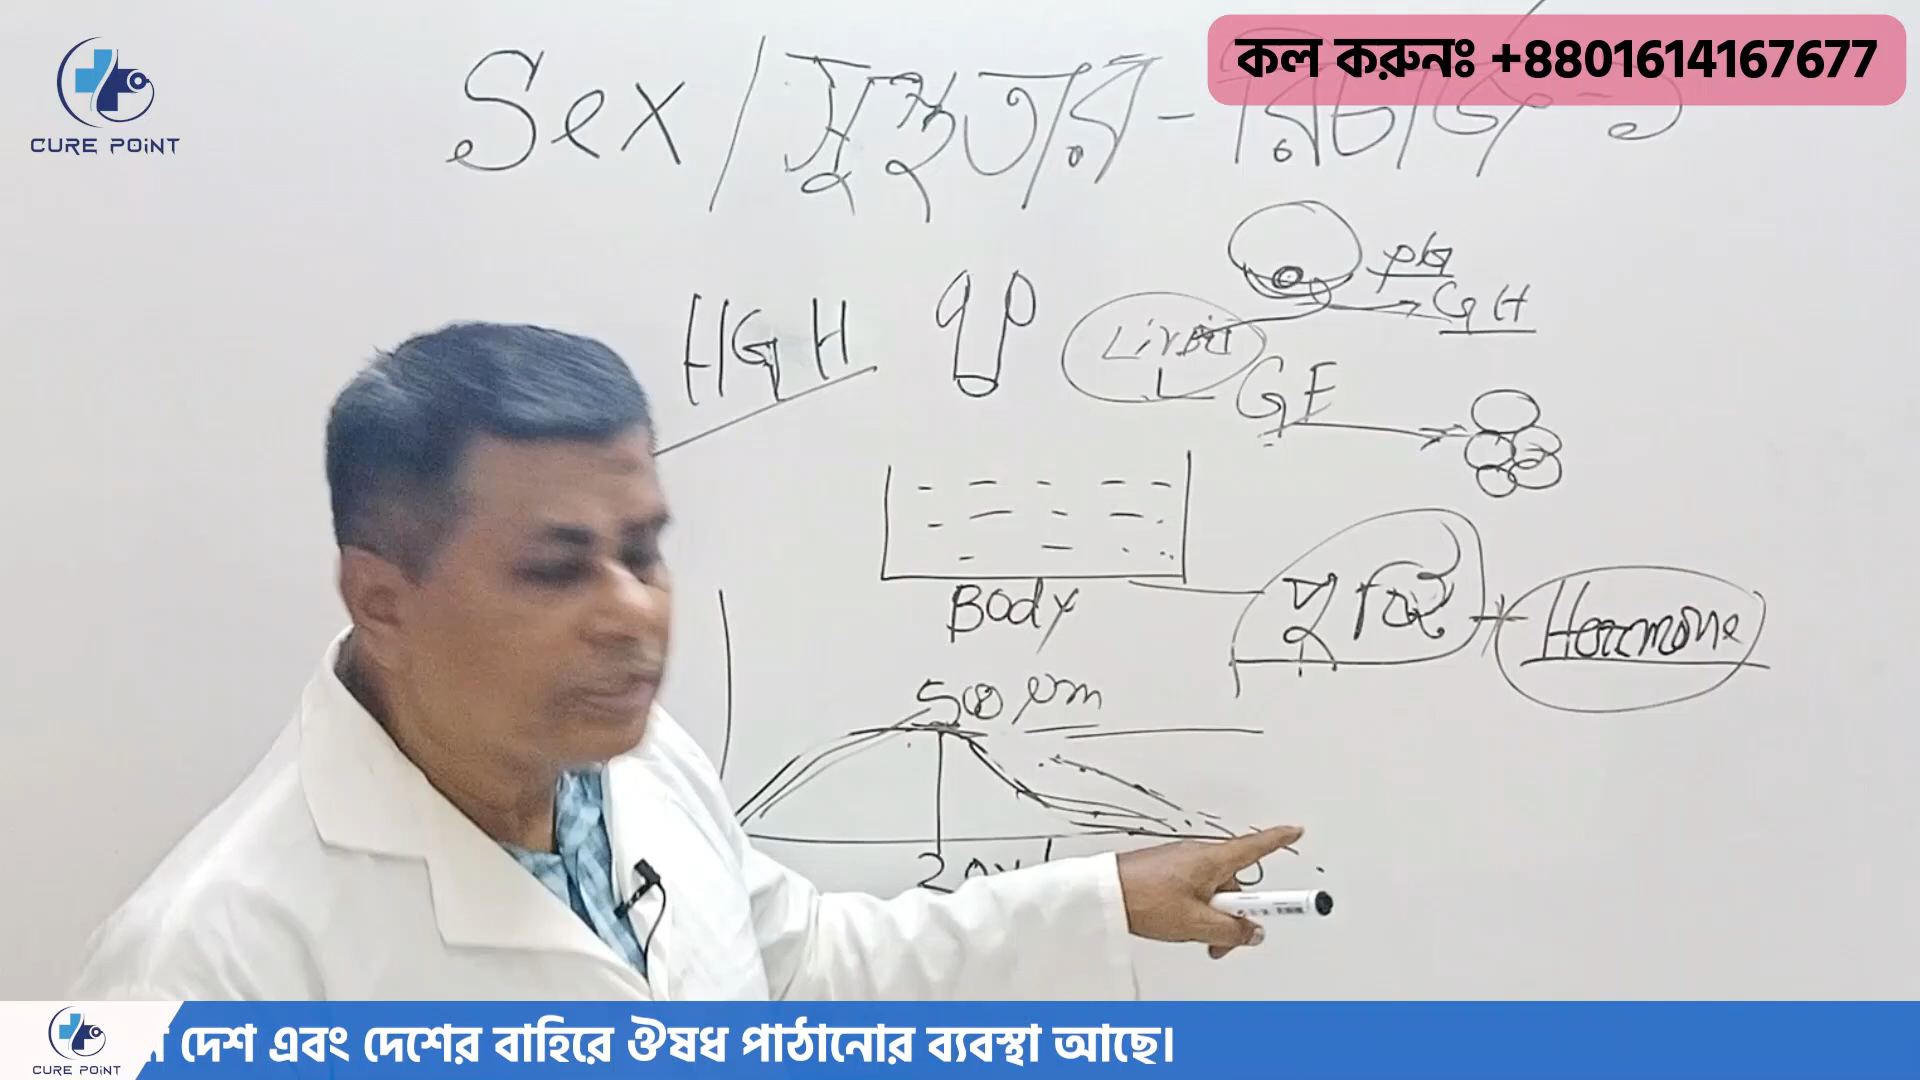 CURE POiNT
কল করুনঃ +8801614167677
Sex / সুস্থতার - রিচার্জ - ১
HGH
GH
GE
Body
পুষ্টি + Hormone
50
দেশ এবং দেশের বাহিরে ঔষধ পাঠানোর ব্যবস্থা আছে।
CURE POiNT